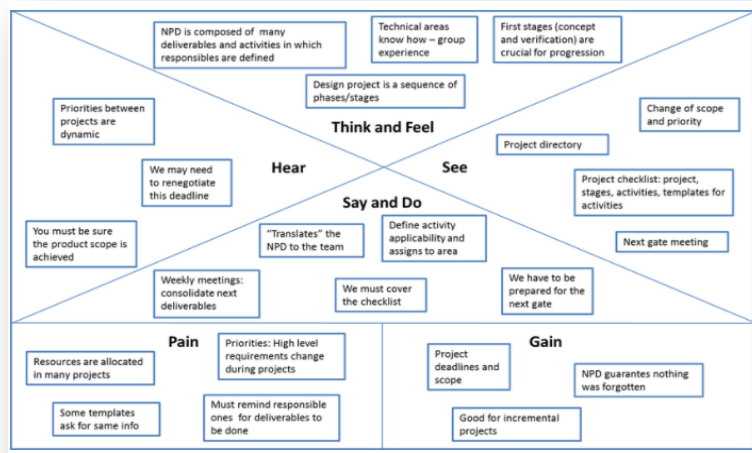 NPD is composed of many
deliverables and activities in which
responsibles are defined
Technical areas
know how – group
experience
First stages (concept
and verification) are
crucial for progression
Design project is a sequence of
phases/stages
Think and Feel
Priorities between
projects are
dynamic
We may need
to renegotiate
this deadline
You must be sure
the product scope is
achieved
Hear
See
Change of scope
and priority
Project directory
Project checklist: project,
stages, activities, templates for
activities
Next gate meeting
Say and Do
"Translates" the
NPD to the team
Define activity
applicability and
assigns to area
Weekly meetings:
consolidate next
deliverables
We must cover
the checklist
We have to be
prepared for the
next gate
Pain
Resources are allocated
in many projects
Priorities: High level
requirements change
during projects
Some templates
ask for same info
Must remind responsible
ones for deliverables to
be done
Gain
Project
deadlines and
scope
NPD guarantes nothing
was forgotten
Good for incremental
projects